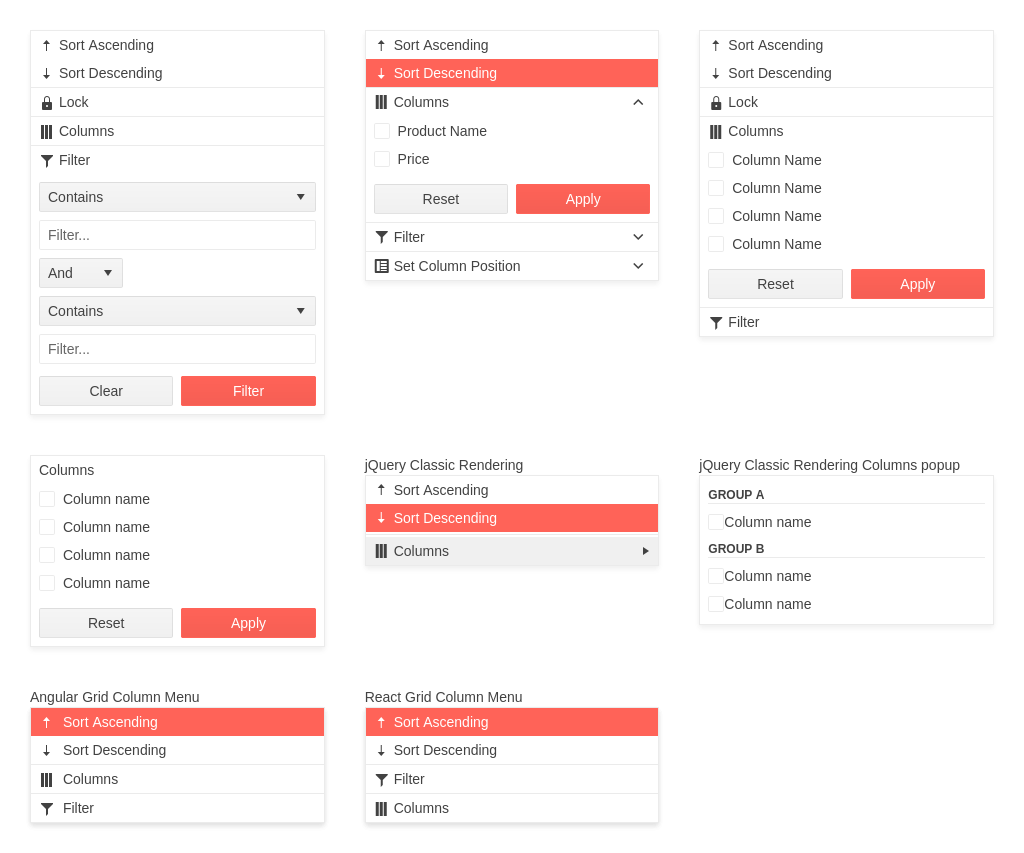 Sort Ascending
Sort Descending
Lock
Columns
Filter
Contains
Filter...
And
Contains
Filter...
Clear Filter
Sort Ascending
Sort Descending
Columns
Product Name
Price
Reset Apply
Filter
Set Column Position
Sort Ascending
Sort Descending
Lock
Columns
Column Name
Column Name
Column Name
Column Name
Reset Apply
Filter
Columns
Column name
Column name
Column name
Column name
Reset Apply
jQuery Classic Rendering
Sort Ascending
Sort Descending
Columns
jQuery Classic Rendering Columns popup
GROUP A
Column name
GROUP B
Column name
Column name
Angular Grid Column Menu
Sort Ascending
Sort Descending
Columns
Filter
React Grid Column Menu
Sort Ascending
Sort Descending
Filter
Columns